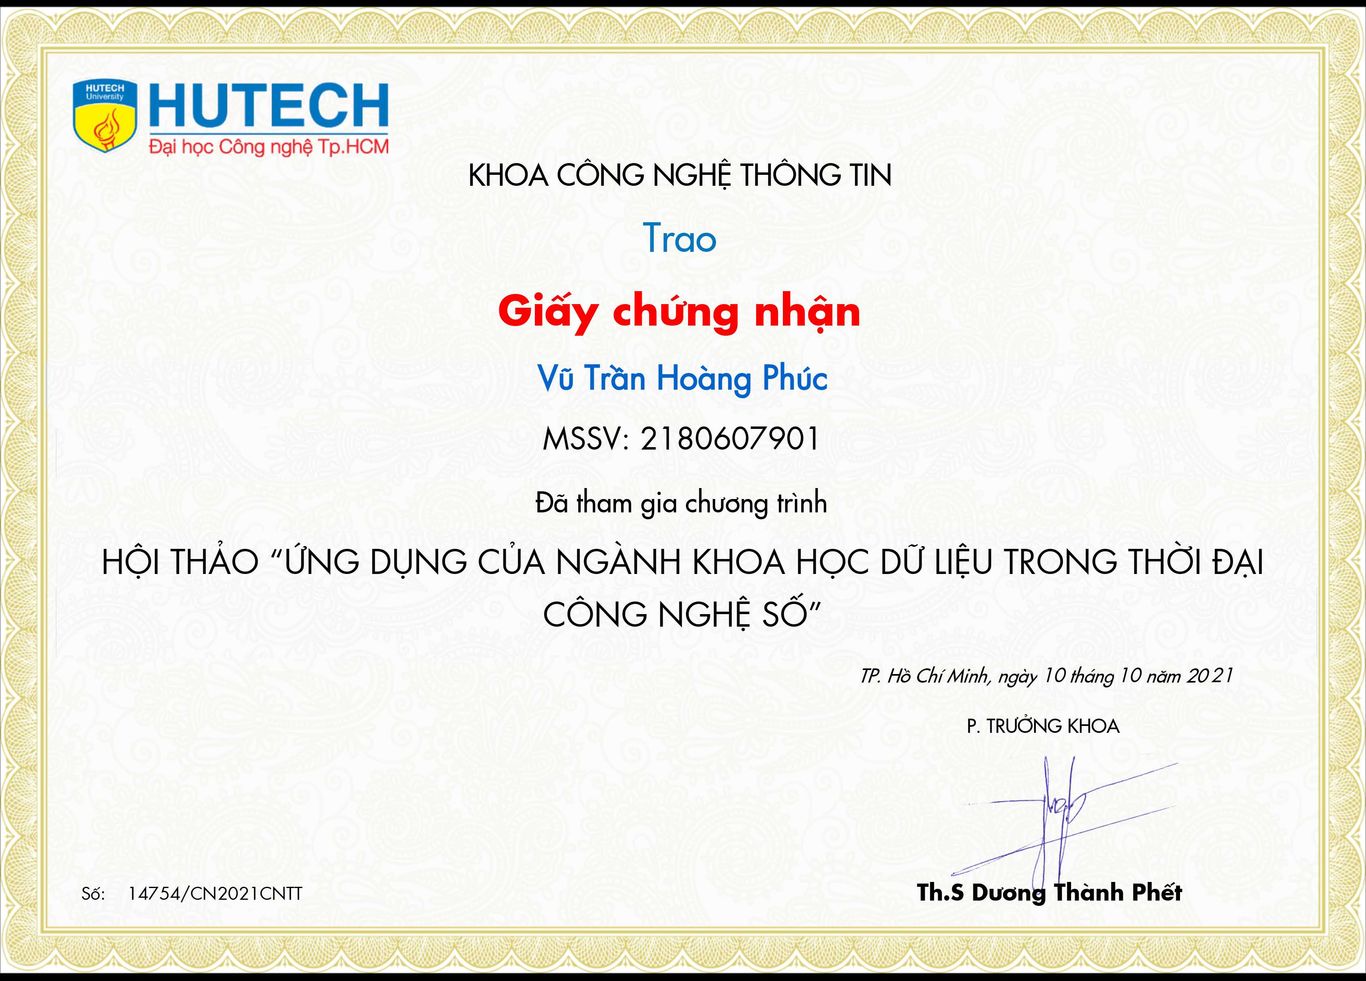 HUTECH
University
HUTECH
Đại học Công nghệ Tp.HCM
KHOA CÔNG NGHỆ THÔNG TIN
Trao
Giấy chứng nhận
Vũ Trần Hoàng Phúc
MSSV: 2180607901
Đã tham gia chương trình
HỘI THẢO “ỨNG DỤNG CỦA NGÀNH KHOA HỌC DỮ LIỆU TRONG THỜI ĐẠI
CÔNG NGHỆ SỐ”
TP. Hồ Chí Minh, ngày 10 tháng 10 năm 2021
P. TRƯỞNG KHOA
Th.S Dương Thành Phết
Số: 14754/CN2021CNTT